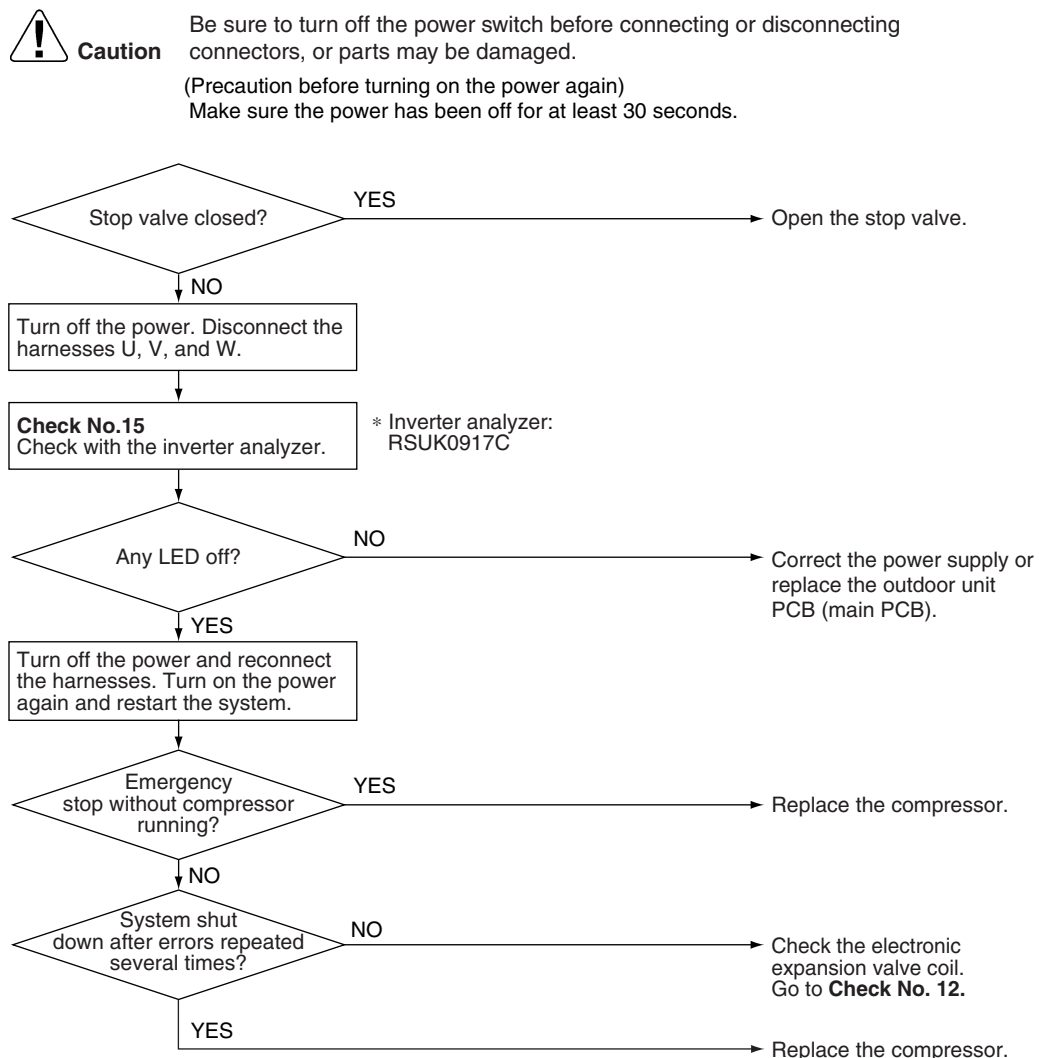 Caution
Be sure to turn off the power switch before connecting or disconnecting
connectors, or parts may be damaged.
(Precaution before turning on the power again)
Make sure the power has been off for at least 30 seconds.
Stop valve closed?
YES
Open the stop valve.
NO
Turn off the power. Disconnect the
harnesses U, V, and W.
Check No.15
Check with the inverter analyzer.
* Inverter analyzer:
RSUK0917C
Any LED off?
NO
Correct the power supply or
replace the outdoor unit
PCB (main PCB).
YES
Turn off the power and reconnect
the harnesses. Turn on the power
again and restart the system.
Emergency
stop without compressor
running?
YES
Replace the compressor.
NO
System shut
down after errors repeated
several times?
NO
Check the electronic
expansion valve coil.
Go to Check No. 12.
YES
Replace the compressor.